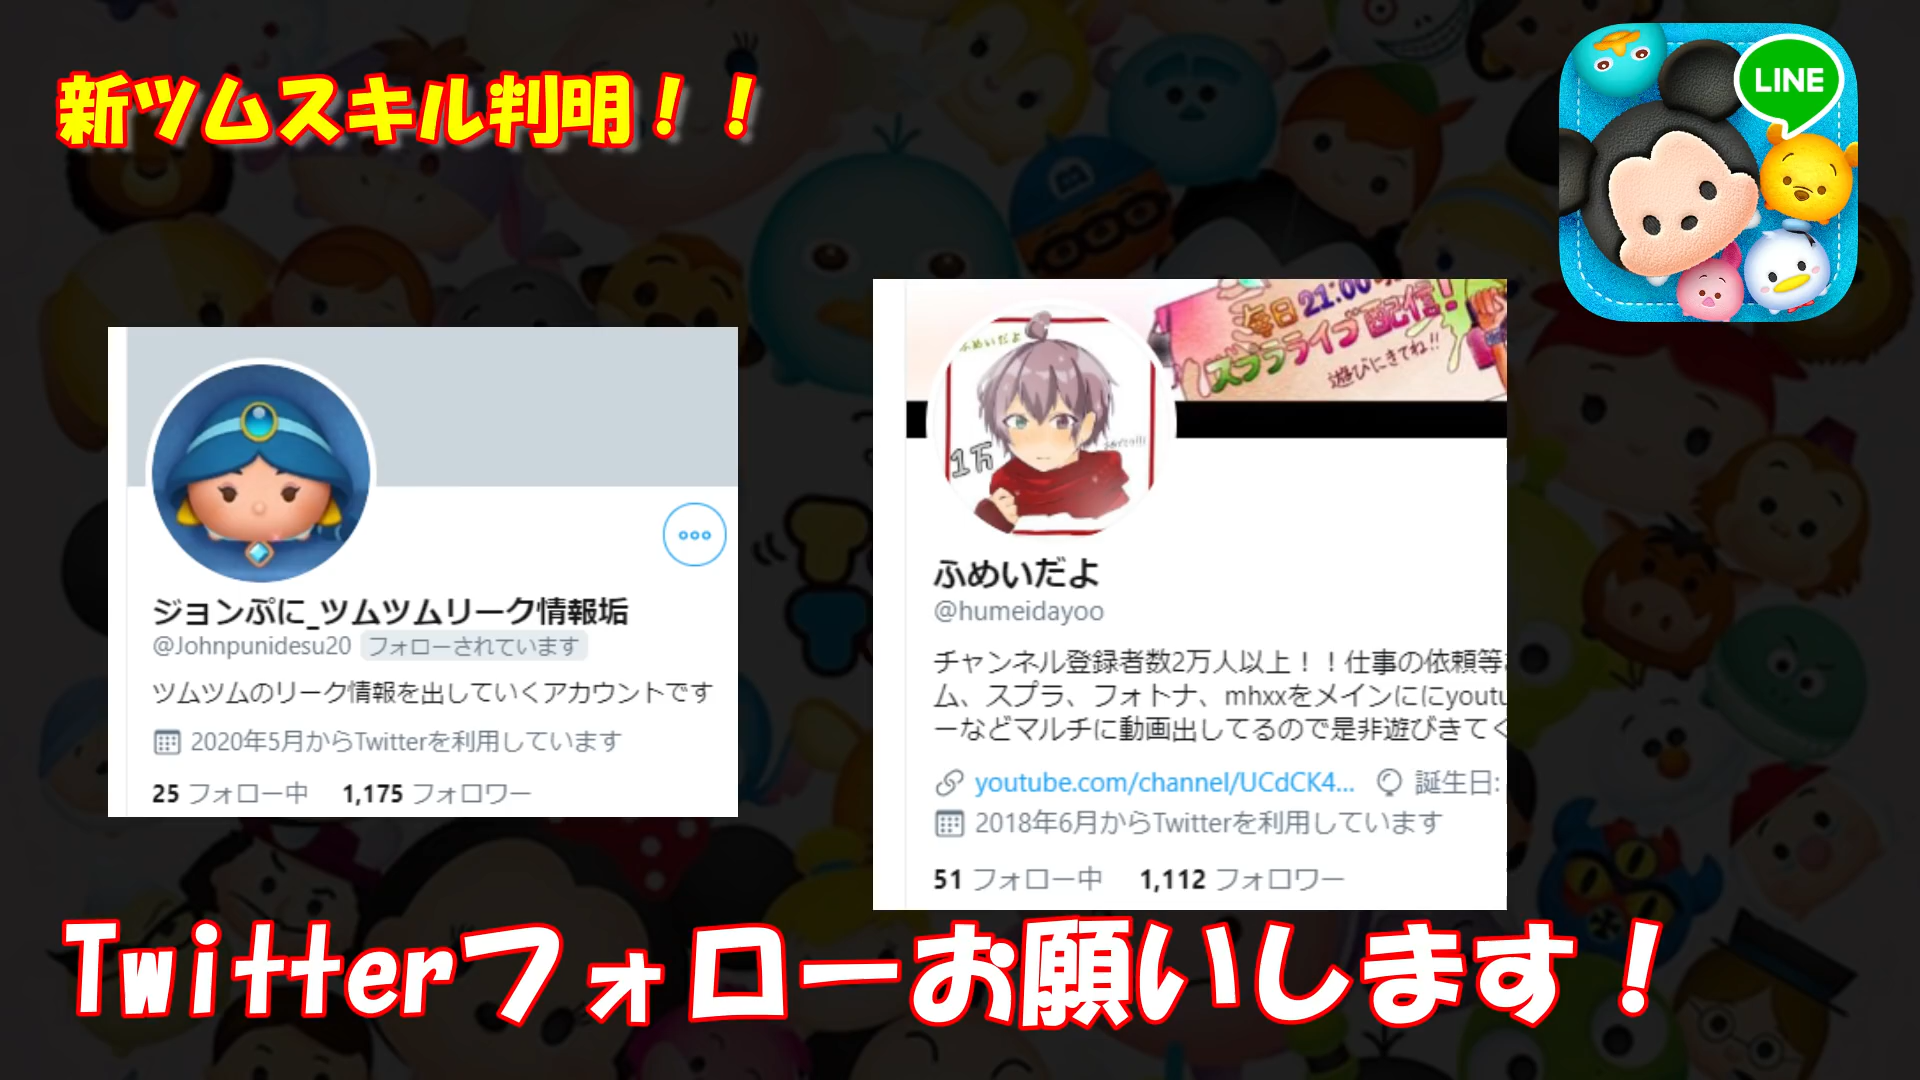 新ツムスキル判明！！
LINE
ジョンぷに_ツムツムリーク情報垢
@Johnpunidesu20 フォローされています
ツムツムのリーク情報を出していくアカウントです
2020年5月からTwitterを利用しています
25 フォロー中 1,175 フォロワー
毎日21:00
スプラライブ配信！
遊びにきてね!!
ふめいだよ
1万
ふめいだよ
@humeidayoo
チャンネル登録者数2万人以上！！仕事の依頼等
ム、スプラ、フォトナ、mhxxをメインににyoutu
ーなどマルチに動画出してるので是非遊びきてく
youtube.com/channel/UCdCK4... 誕生日:
2018年6月からTwitterを利用しています
51 フォロー中 1,112 フォロワー
Twitterフォローお願いします！